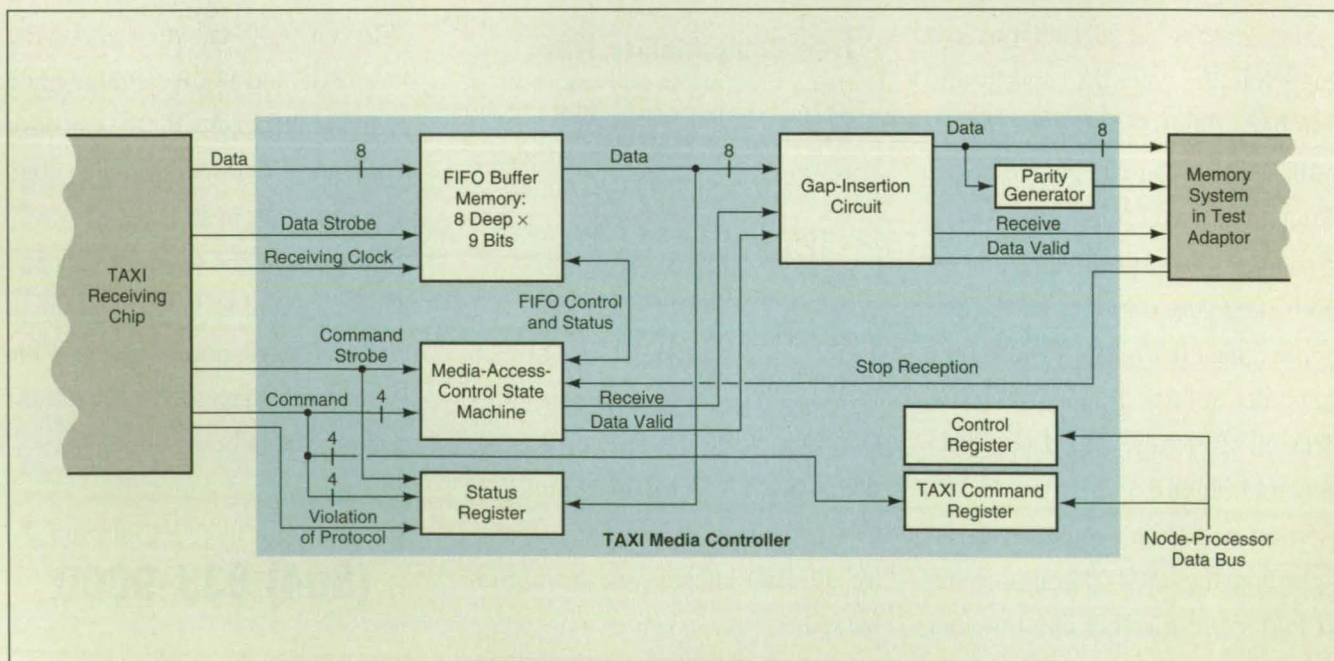 TAXI
Receiving
Chip
Data
8
Data Strobe
Receiving Clock
FIFO Buffer
Memory:
8 Deep ×
9 Bits
Data
8
Gap-Insertion
Circuit
Data
8
Parity
Generator
Receive
Data Valid
Memory
System
in Test
Adaptor
FIFO Control
and Status
Command
Strobe
Command
4
Media-Access-
Control State
Machine
Receive
Data Valid
Stop Reception
4
4
Violation
of Protocol
Status
Register
Control
Register
TAXI Command
Register
TAXI Media Controller
Node-Processor
Data Bus